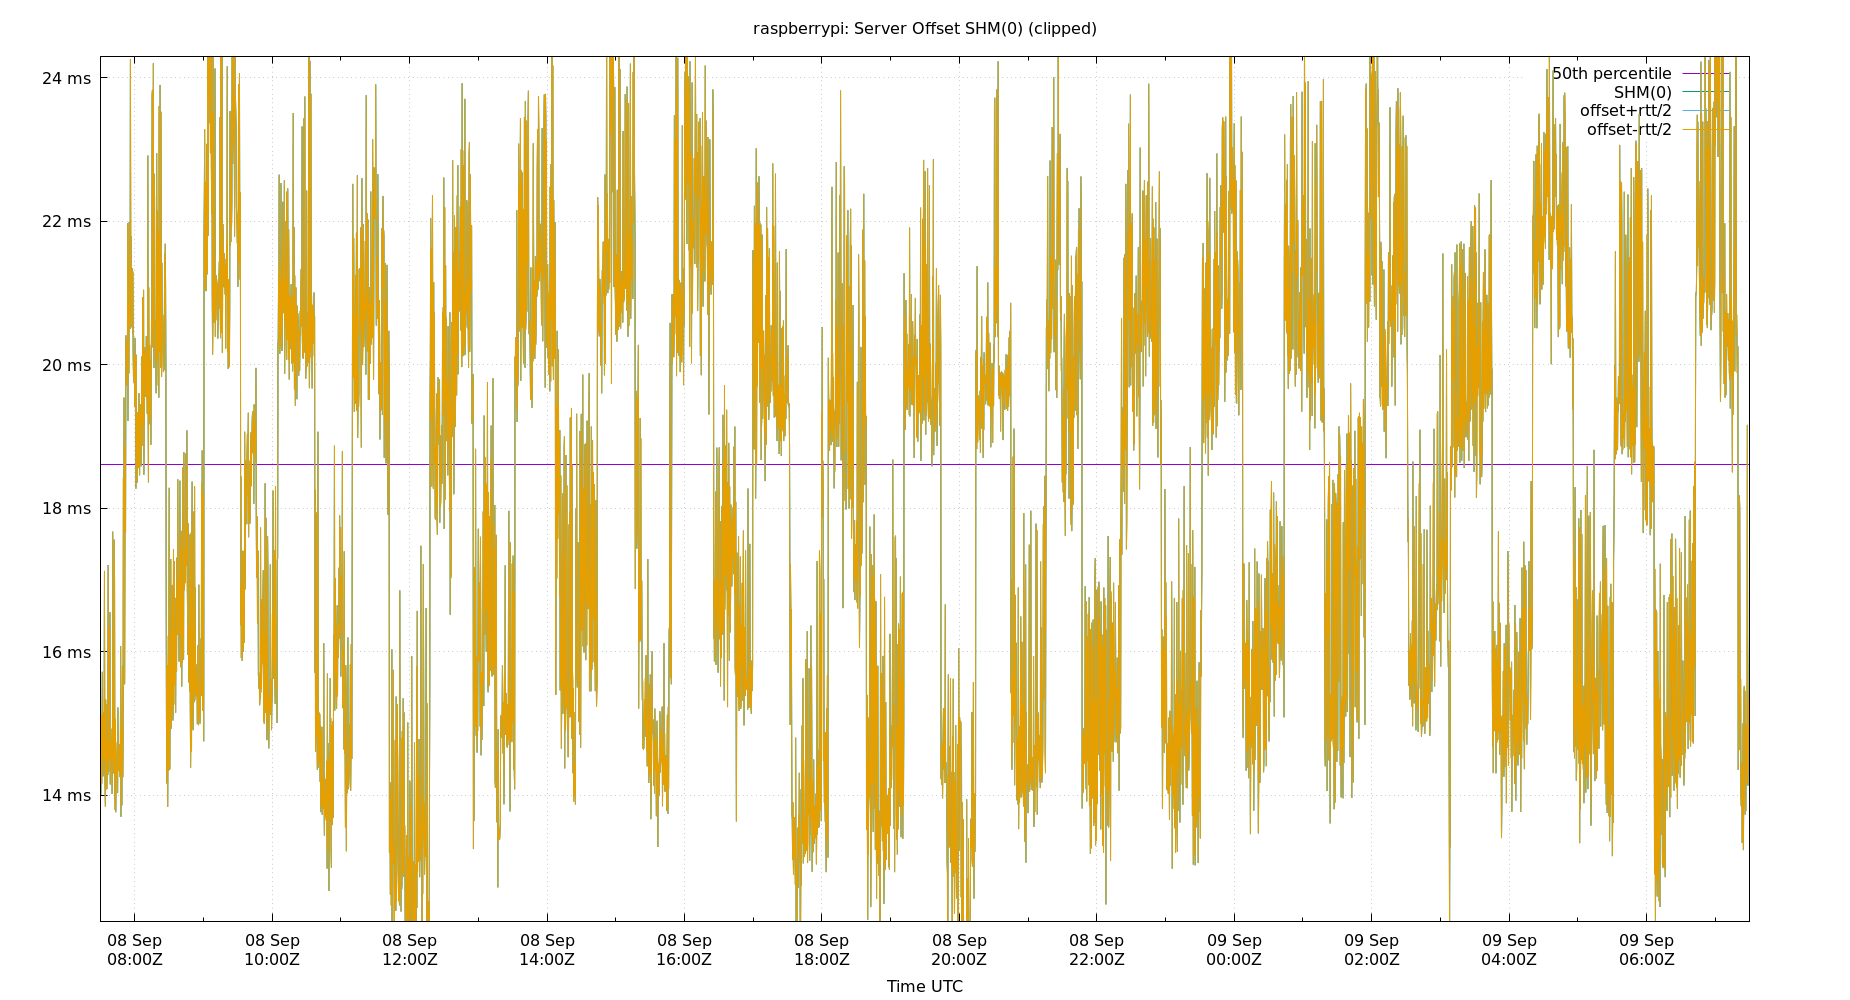 raspberrypi: Server Offset SHM(0) (clipped)
24 ms
22 ms
20 ms
18 ms
16 ms
14 ms
50th percentile
SHM(0)
offset+rtt/2
offset-rtt/2
08 Sep 08 Sep 08 Sep 08 Sep 08 Sep 08 Sep 08 Sep 08 Sep 09 Sep 09 Sep 09 Sep 09 Sep
08:00Z 10:00Z 12:00Z 14:00Z 16:00Z 18:00Z 20:00Z 22:00Z 00:00Z 02:00Z 04:00Z 06:00Z
Time UTC